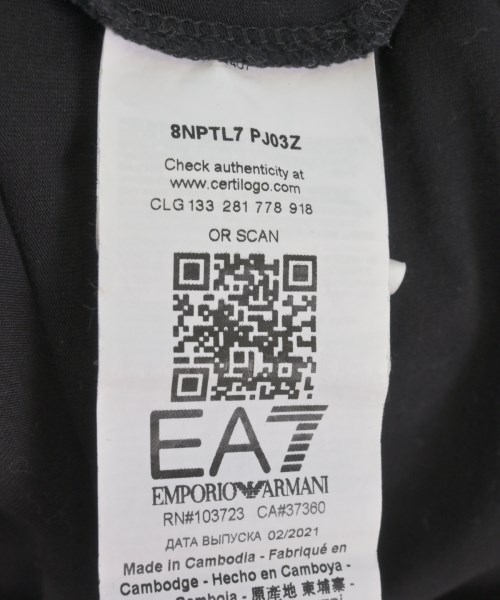 8NPTL7 PJ03Z
Check authenticity at
www.certilogo.com
CLG 133 281 778 918
OR SCAN
EA7
EMPORIO ARMANI
RN#103723 CA#37360
ДАТА ВЫПУСКА 02/2021
Made in Cambodia - Fabriqué en
Cambodge - Hecho en Camboya -
Camboja - 原産地 柬埔寨 -